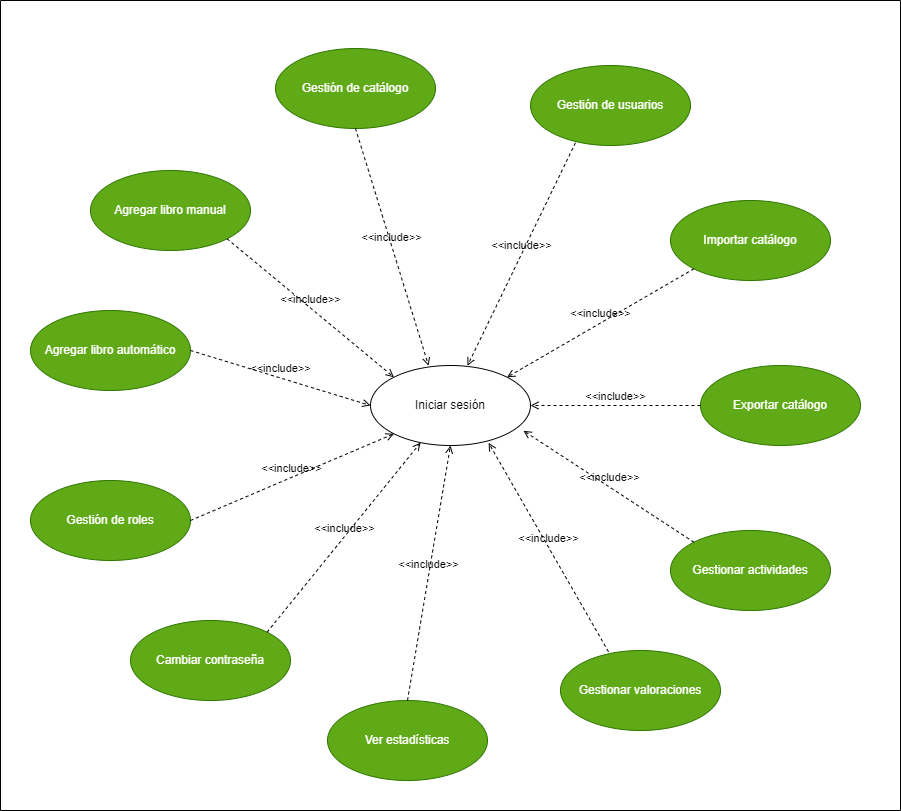 Gestión de catálogo
Gestión de usuarios
Agregar libro manual
Importar catálogo
<<include>>
<<include>>
<<include>>
<<include>>
Agregar libro automático
<<include>>
<<include>>
Iniciar sesión
Exportar catálogo
<<include>>
<<include>>
Gestión de roles
<<include>>
<<include>>
<<include>>
Gestionar actividades
Cambiar contraseña
Gestionar valoraciones
Ver estadísticas